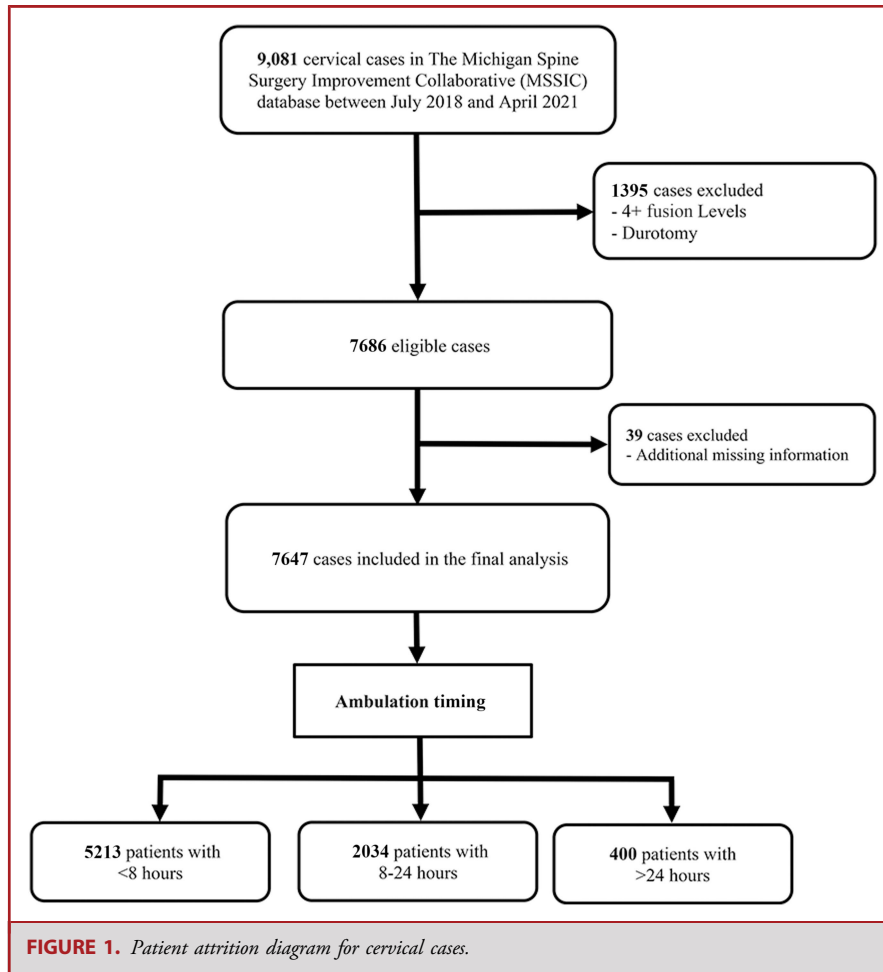 9,081 cervical cases in The Michigan Spine
Surgery Improvement Collaborative (MSSIC)
database between July 2018 and April 2021
1395 cases excluded
- 4+ fusion Levels
- Durotomy
7686 eligible cases
39 cases excluded
- Additional missing information
7647 cases included in the final analysis
Ambulation timing
5213 patients with
<8 hours
2034 patients with
8-24 hours
400 patients with
>24 hours
FIGURE 1. Patient attrition diagram for cervical cases.